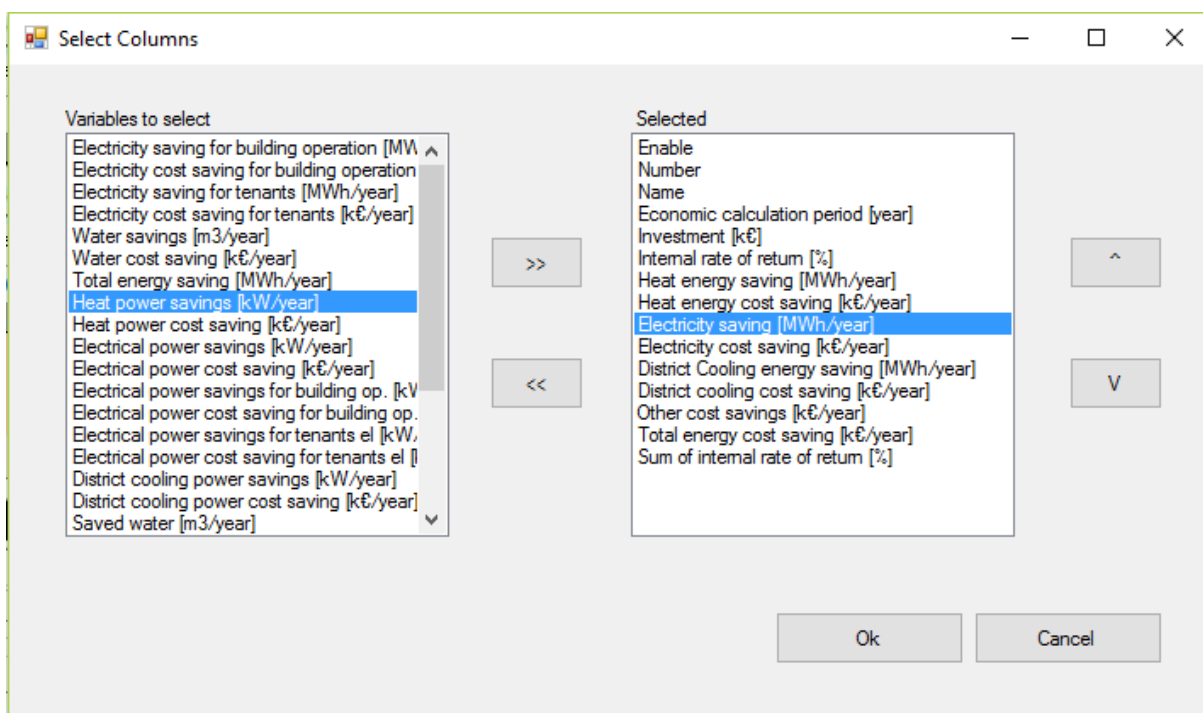 Select Columns
Variables to select
Electricity saving for building operation [MW
Electricity cost saving for building operation
Electricity saving for tenants [MWh/year]
Electricity cost saving for tenants [k€/year]
Water savings [m3/year]
Water cost saving [k€/year]
Total energy saving [MWh/year]
Heat power savings [kW/year]
Heat power cost saving [k€/year]
Electrical power savings [kW/year]
Electrical power cost saving [k€/year]
Electrical power savings for building op. [kW
Electrical power cost saving for building op.
Electrical power savings for tenants el [kW/
Electrical power cost saving for tenants el [
District cooling power savings [kW/year]
District cooling power cost saving [k€/year]
Saved water [m3/year]
>>
<<
Selected
Enable
Number
Name
Economic calculation period [year]
Investment [k€]
Internal rate of return [%]
Heat energy saving [MWh/year]
Heat energy cost saving [k€/year]
Electricity saving [MWh/year]
Electricity cost saving [k€/year]
District Cooling energy saving [MWh/year]
District cooling cost saving [k€/year]
Other cost savings [k€/year]
Total energy cost saving [k€/year]
Sum of internal rate of return [%]
^
V
Ok
Cancel